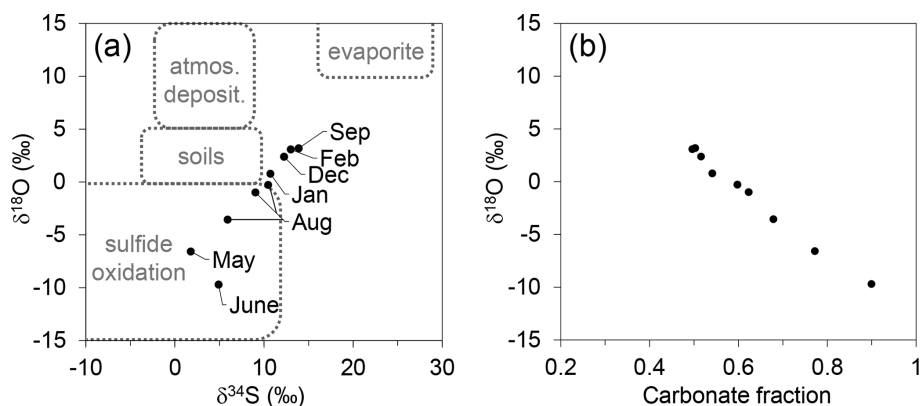 (a)
evaporite
atmos.
deposit.
soils
sulfide
oxidation
Sep
Feb
Dec
Jan
Aug
May
June
15
10
5
0
-5
-10
-15
δ18O (‰)
-10 0 10 20 30
δ34S (‰)
(b)
15
10
5
0
-5
-10
-15
δ18O (‰)
0.2 0.4 0.6 0.8 1
Carbonate fraction